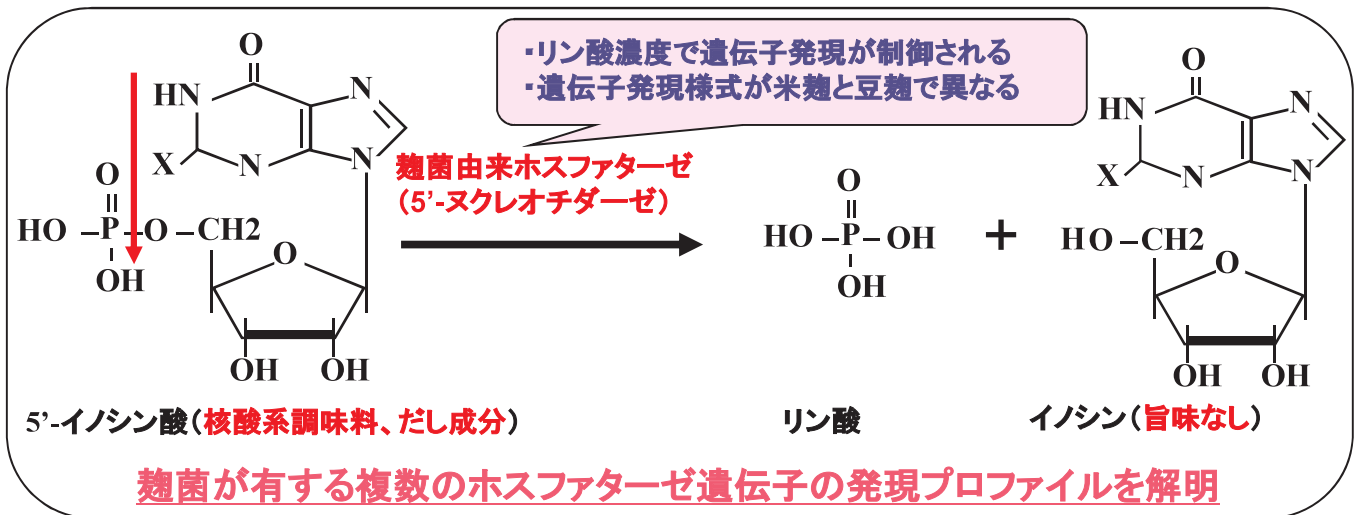 ・リン酸濃度で遺伝子発現が制御される
・遺伝子発現様式が米麹と豆麹で異なる
O
HN
N
X
N
N
O
HO
P
O
CH2
OH
O
OH
OH
麹菌由来ホスファターゼ
(5'-ヌクレオチダーゼ)
O
HO
P
OH
OH
+
O
HN
N
X
N
N
HO
CH2
O
OH
OH
5'-イノシン酸(核酸系調味料、だし成分)
リン酸
イノシン(旨味なし)
麹菌が有する複数のホスファターゼ遺伝子の発現プロファイルを解明